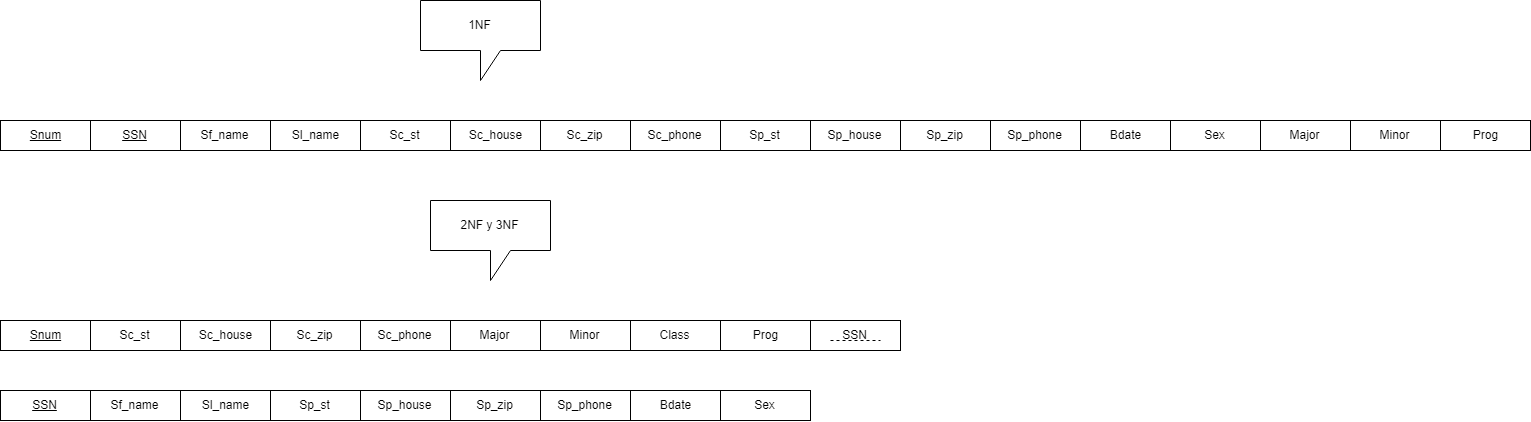 1NF
Snum SSN Sf_name Sl_name Sc_st Sc_house Sc_zip Sc_phone Sp_st Sp_house Sp_zip Sp_phone Bdate Sex Major Minor Prog
2NF y 3NF
Snum Sc_st Sc_house Sc_zip Sc_phone Major Minor Class Prog SSN
SSN Sf_name Sl_name Sp_st Sp_house Sp_zip Sp_phone Bdate Sex